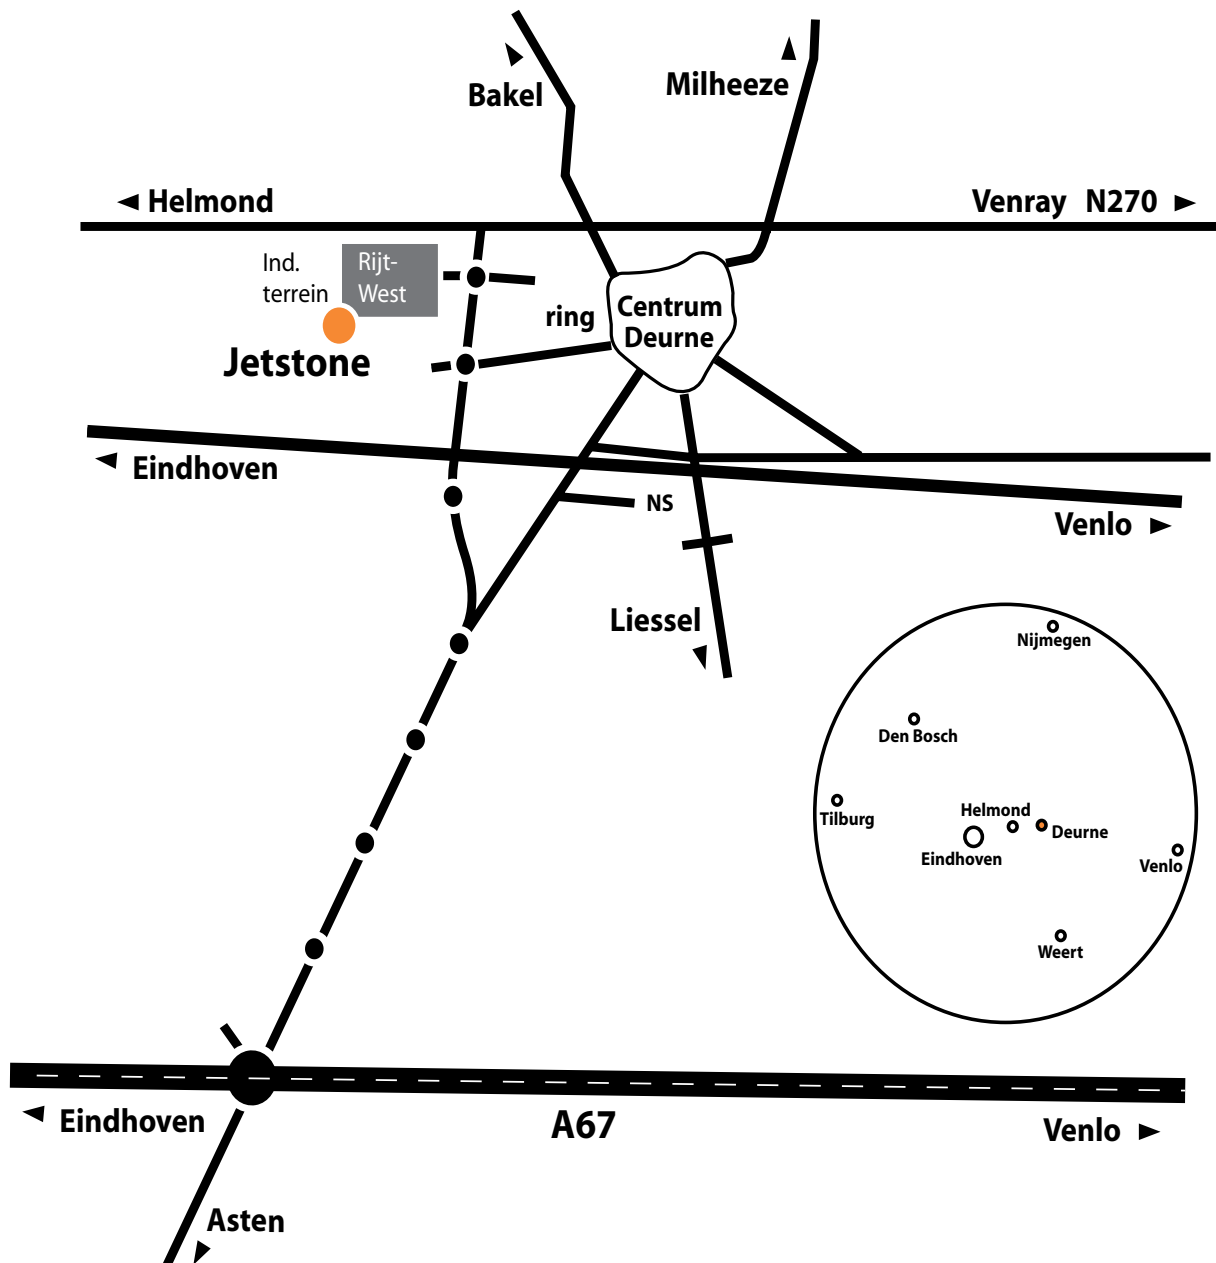 Bakel
Milheeze
Helmond
Venray N270
Ind.
terrein
Rijt-
West
Jetstone
ring
Centrum
Deurne
Eindhoven
NS
Venlo
Liessel
Nijmegen
Den Bosch
Tilburg
Helmond
Deurne
Eindhoven
Venlo
Weert
Eindhoven
A67
Venlo
Asten